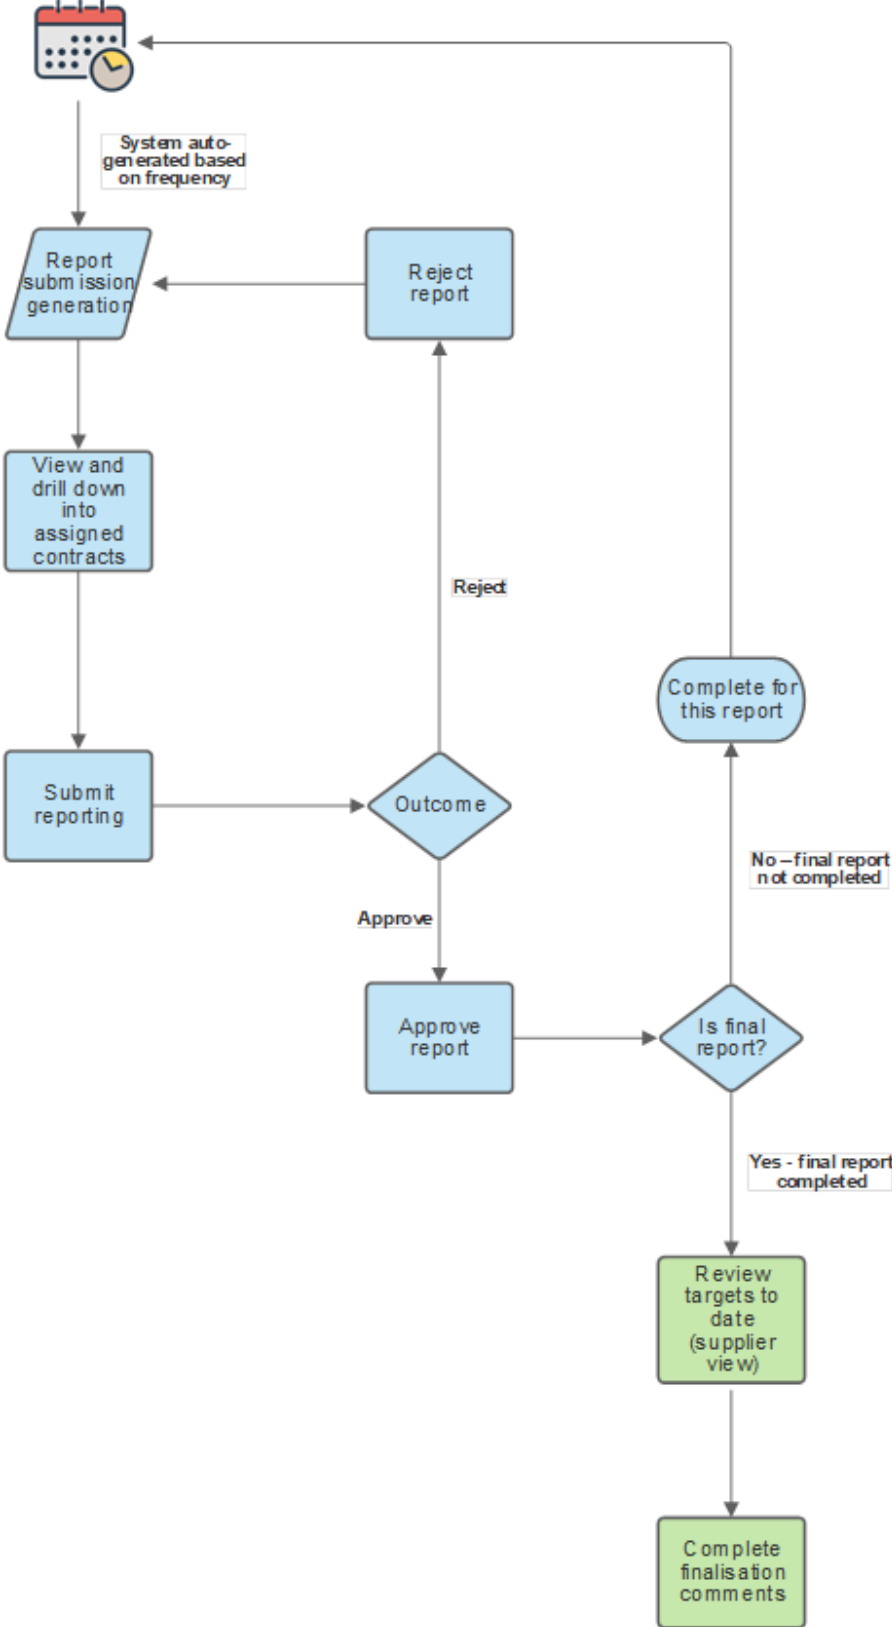 System auto-
generated based
on frequency
Report
submission
generation
Reject
report
View and
drill down
into
assigned
contracts
Reject
Complete for
this report
Submit
reporting
Outcome
No – final report
not completed
Approve
Approve
report
Is final
report?
Yes - final report
completed
Review
targets to
date
(supplier
view)
Complete
finalisation
comments